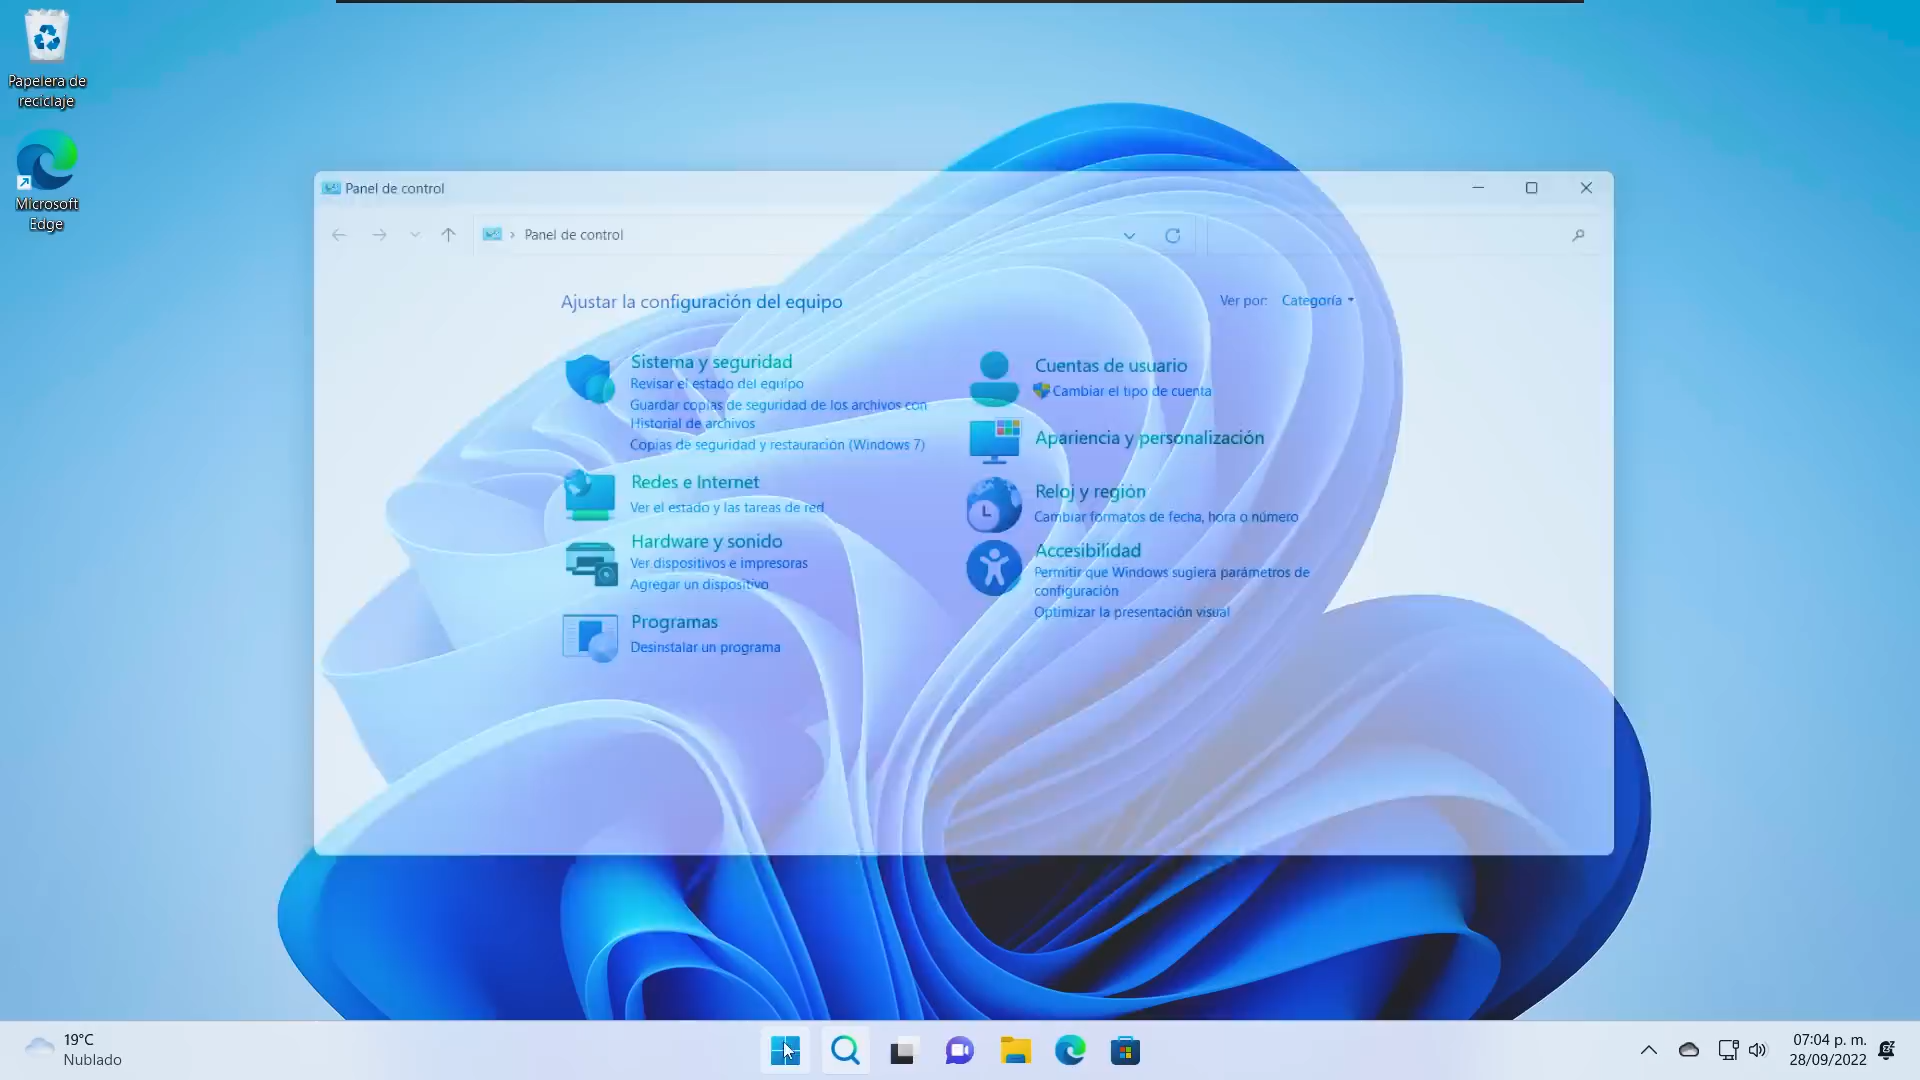 Papelera de
reciclaje
Microsoft
Edge
Panel de control
Panel de control
Ajustar la configuración del equipo
Ver por: Categoría
Sistema y seguridad
Revisar el estado del equipo
Guardar copias de seguridad de los archivos con
Historial de archivos
Copias de seguridad y restauración (Windows 7)
Redes e Internet
Ver el estado y las tareas de red
Hardware y sonido
Ver dispositivos e impresoras
Agregar un dispositivo
Programas
Desinstalar un programa
Cuentas de usuario
Cambiar el tipo de cuenta
Apariencia y personalización
Reloj y región
Cambiar formatos de fecha, hora o número
Accesibilidad
Permitir que Windows sugiera parámetros de
configuración
Optimizar la presentación visual
19°C
Nublado
07:04 p. m.
28/09/2022